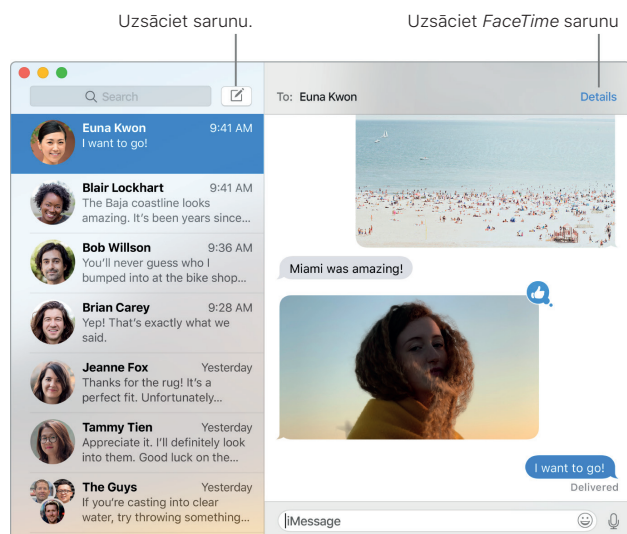 Uzsāciet sarunu.
Uzsāciet FaceTime sarunu
Search
To: Euna Kwon
Details
Euna Kwon 9:41 AM
I want to go!
Blair Lockhart 9:41 AM
The Baja coastline looks
amazing. It's been years since...
Bob Willson 9:36 AM
You'll never guess who I
bumped into at the bike shop...
Brian Carey 9:28 AM
Yep! That's exactly what we
said.
Jeanne Fox Yesterday
Thanks for the rug! It's a
perfect fit. Unfortunately...
Tammy Tien Yesterday
Appreciate it. I'll definitely look
into them. Good luck on the...
The Guys Yesterday
If you're casting into clear
water, try throwing something...
Miami was amazing!
I want to go!
Delivered
iMessage